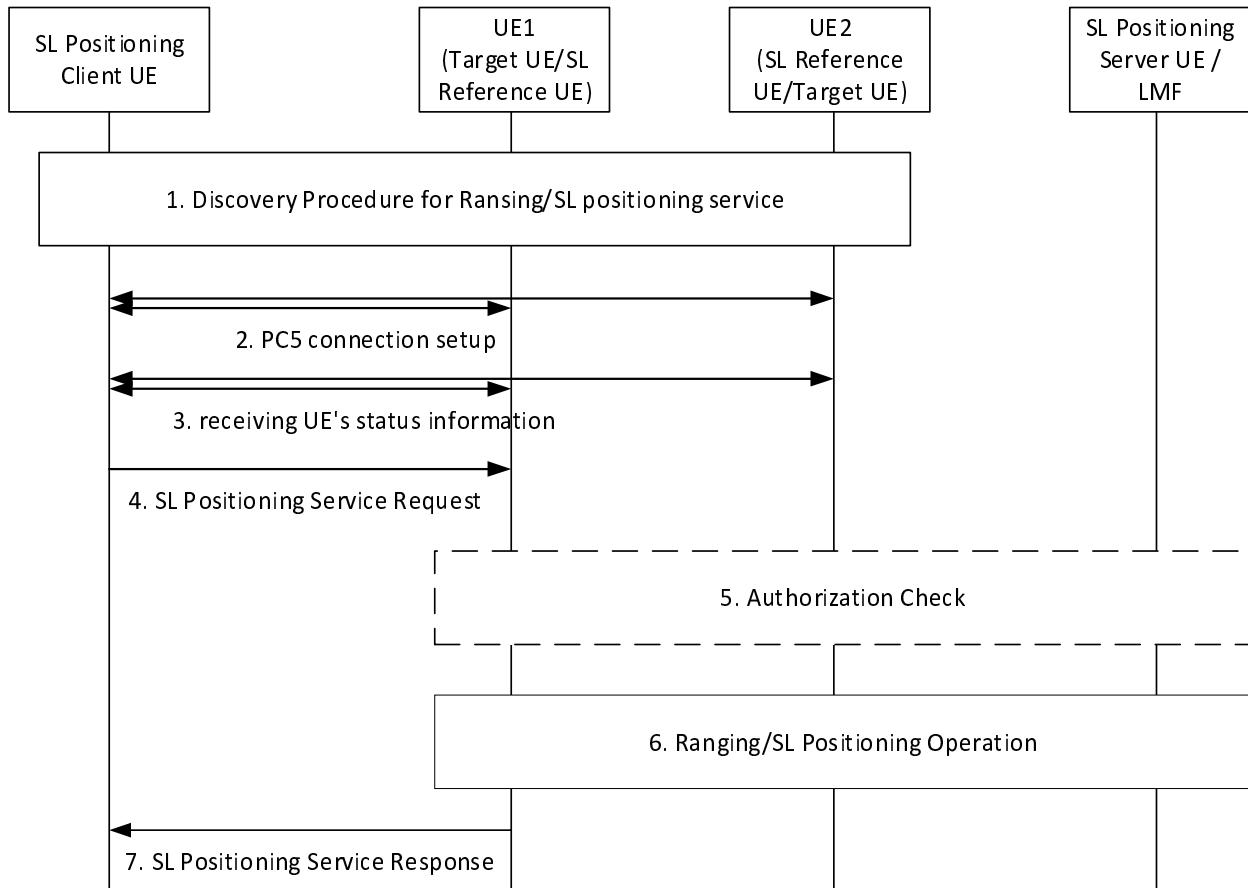 SL Positioning
Client UE
UE1
(Target UE/SL
Reference UE)
UE2
(SL Reference
UE/Target UE)
SL Positioning
Server UE /
LMF
1. Discovery Procedure for Ransing/SL positioning service
2. PC5 connection setup
3. receiving UE's status information
4. SL Positioning Service Request
5. Authorization Check
6. Ranging/SL Positioning Operation
7. SL Positioning Service Response